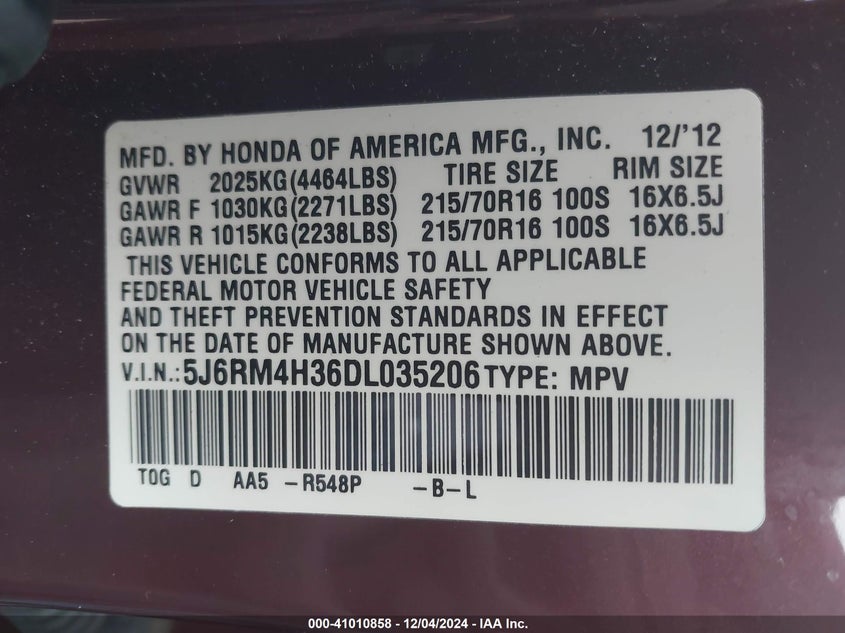 MFD. BY HONDA OF AMERICA MFG., INC. 12/'12
GVWR 2025KG(4464LBS) TIRE SIZE RIM SIZE
GAWR F 1030KG(2271LBS) 215/70R16 100S 16X6.5J
GAWR R 1015KG(2238LBS) 215/70R16 100S 16X6.5J
THIS VEHICLE CONFORMS TO ALL APPLICABLE
FEDERAL MOTOR VEHICLE SAFETY
AND THEFT PREVENTION STANDARDS IN EFFECT
ON THE DATE OF MANUFACTURE SHOWN ABOVE.
V.I.N.:5J6RM4H36DL035206 TYPE: MPV
TOG D AA5 -R548P -B-L
000-41010858 - 12/04/2024 - IAA Inc.